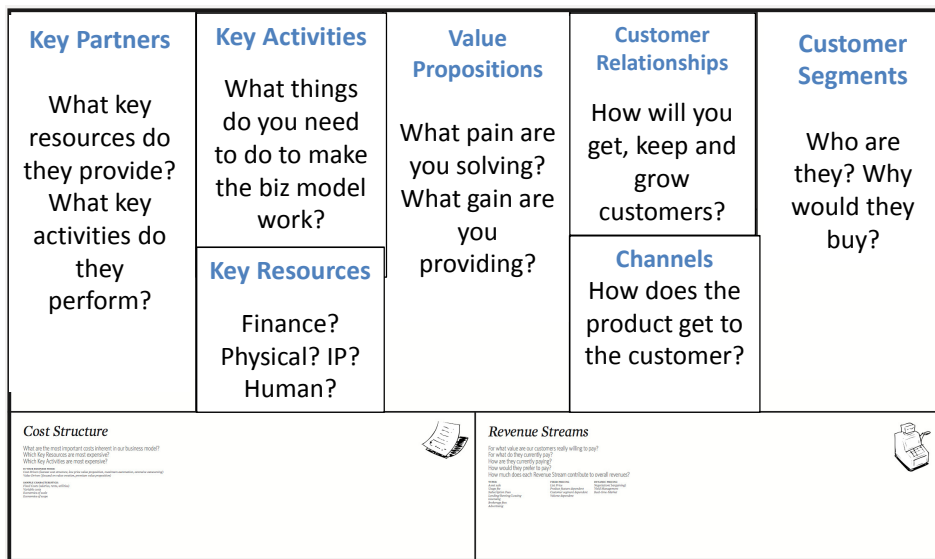 Key Partners
What key
resources do
they provide?
What key
activities do
they
perform?
Key Activities
What things
do you need
to do to make
the biz model
work?
Key Resources
Finance?
Physical? IP?
Human?
Value
Propositions
What pain are
you solving?
What gain are
you
providing?
Customer
Relationships
How will you
get, keep and
grow
customers?
Channels
How does the
product get to
the customer?
Customer
Segments
Who are
they? Why
would they
buy?
Cost Structure
What are the most important costs inherent in our business model?
Which Key Resources are most expensive?
Which Key Activities are most expensive?
Revenue Streams
For what value are our customers really willing to pay?
For what do they currently pay?
How are they currently paying?
How would they prefer to pay?
How much does each Revenue Stream contribute to overall revenues?